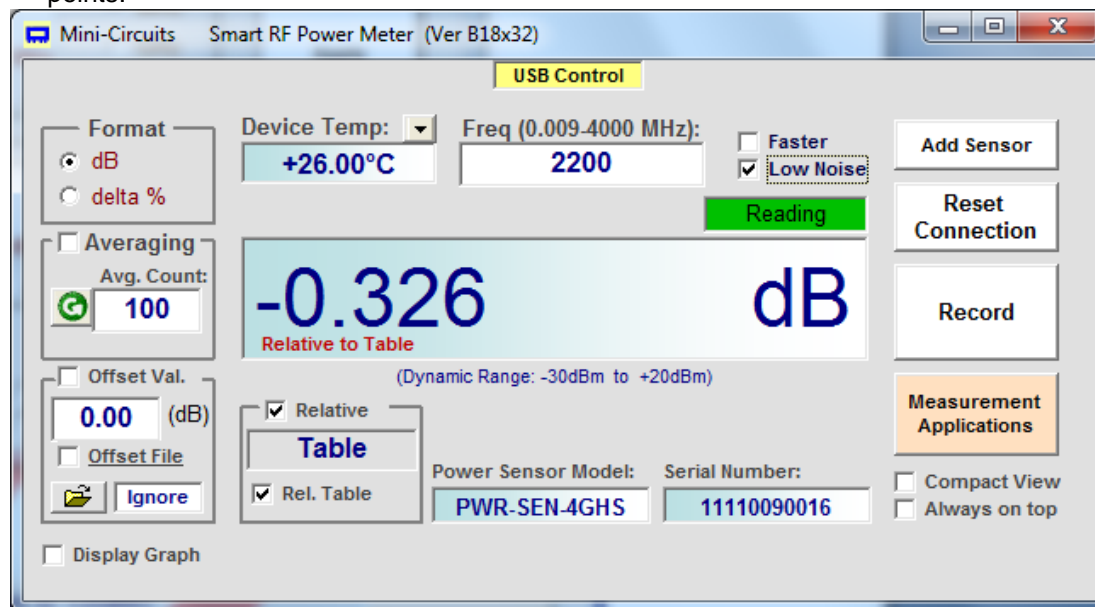 points.
Mini-Circuits Smart RF Power Meter (Ver B18x32)
USB Control
Format
dB
delta %
Device Temp:
+26.00°C
Freq (0.009-4000 MHz):
2200
Faster
Low Noise
Reading
Add Sensor
Reset
Connection
Averaging
Avg. Count:
100
-0.326 dB
Relative to Table
Record
(Dynamic Range: -30dBm to +20dBm)
Offset Val.
0.00 (dB)
Offset File
Ignore
Relative
Table
Rel. Table
Power Sensor Model:
PWR-SEN-4GHS
Serial Number:
11110090016
Measurement
Applications
Compact View
Always on top
Display Graph